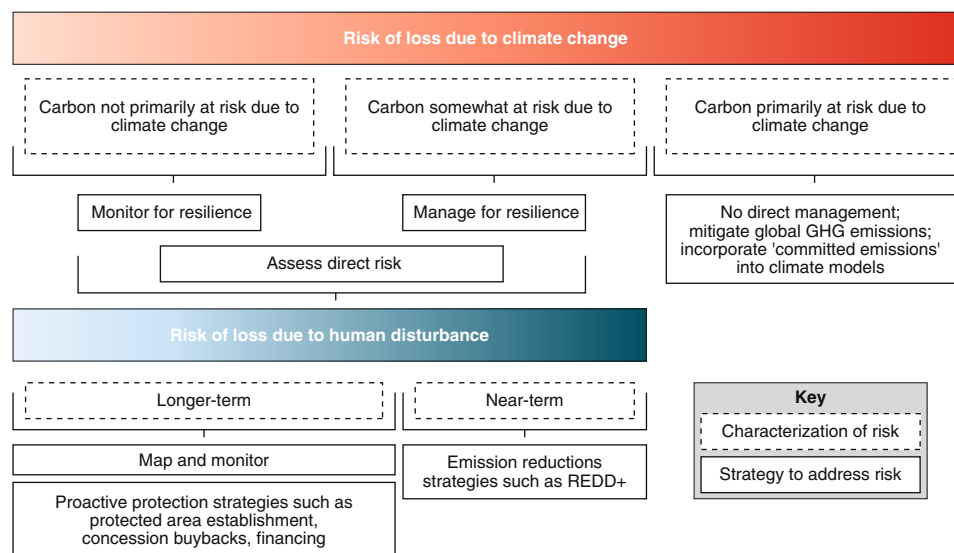 Risk of loss due to climate change
Carbon not primarily at risk due to
climate change
Carbon somewhat at risk due to
climate change
Carbon primarily at risk due to
climate change
Monitor for resilience
Manage for resilience
No direct management;
mitigate global GHG emissions;
incorporate 'committed emissions'
into climate models
Assess direct risk
Risk of loss due to human disturbance
Longer-term
Near-term
Map and monitor
Emission reductions
strategies such as REDD+
Proactive protection strategies such as
protected area establishment,
concession buybacks, financing
Key
Characterization of risk
Strategy to address risk